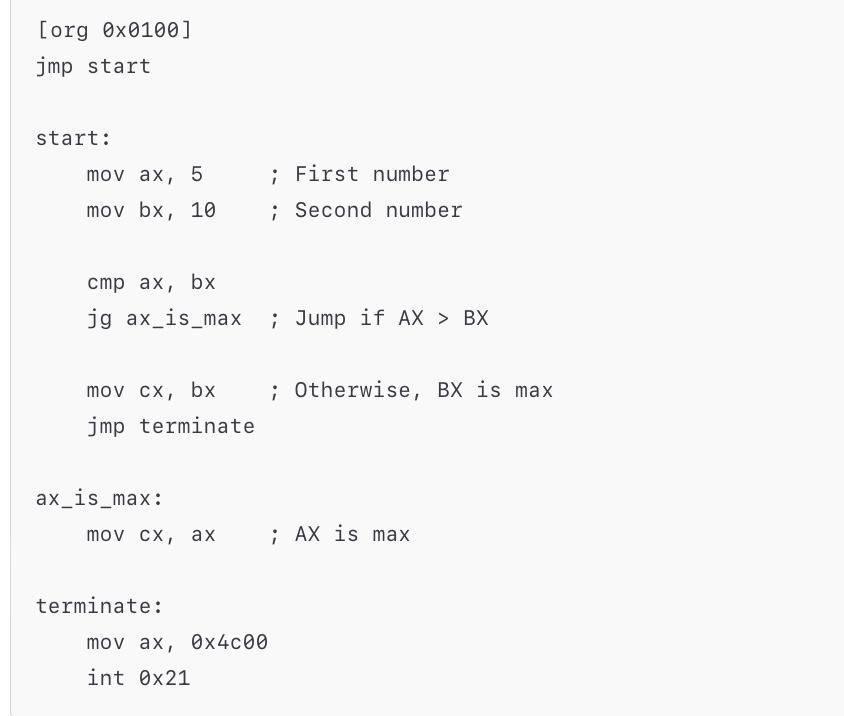 [org 0x0100]
jmp start

start:
    mov ax, 5     ; First number
    mov bx, 10    ; Second number

    cmp ax, bx
    jg ax_is_max  ; Jump if AX > BX

    mov cx, bx    ; Otherwise, BX is max
    jmp terminate

ax_is_max:
    mov cx, ax    ; AX is max

terminate:
    mov ax, 0x4c00
    int 0x21